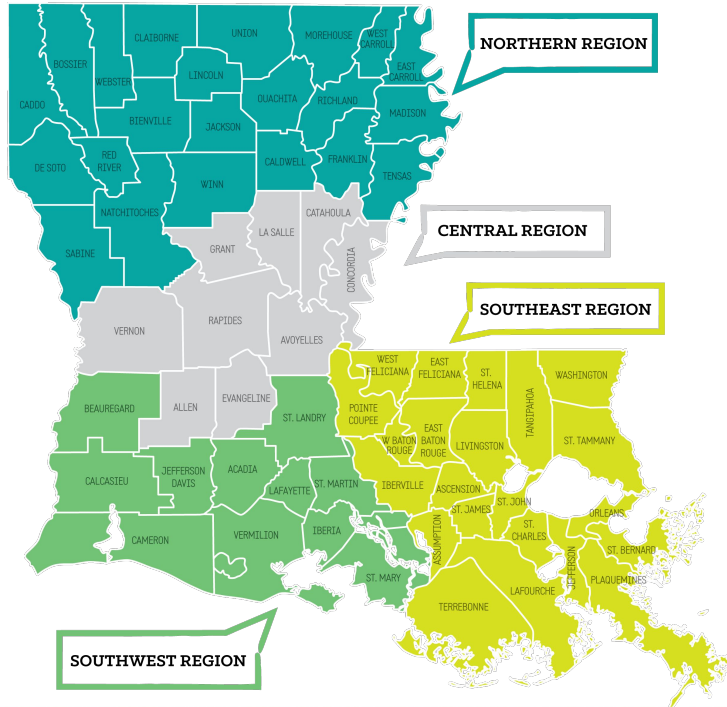 CLAIBORNE
UNION
MOREHOUSE
WEST
CARROLL
NORTHERN REGION
BOSSIER
WEBSTER
LINCOLN
EAST
CARROLL
CADDO
OUACHITA
RICHLAND
MADISON
BIENVILLE
JACKSON
DE SOTO
RED
RIVER
CALDWELL
FRANKLIN
TENSAS
WINN
NATCHITOCHES
LA SALLE
CATAHOULA
CENTRAL REGION
SABINE
GRANT
CONCORDIA
SOUTHEAST REGION
VERNON
RAPIDES
AVOYELLES
WEST
FELICIANA
EAST
FELICIANA
ST.
HELENA
TANGIPAHOA
WASHINGTON
BEAUREGARD
ALLEN
EVANGELINE
ST. LANDRY
POINTE
COUPEE
W BATON
ROUGE
EAST
BATON
ROUGE
LIVINGSTON
ST. TAMMANY
CALCASIEU
JEFFERSON
DAVIS
ACADIA
LAFAYETTE
ST. MARTIN
IBERVILLE
ASCENSION
ST. JAMES
ST. JOHN
ST.
CHARLES
ORLEANS
CAMERON
VERMILION
IBERIA
ASSUMPTION
JEFFERSON
ST. BERNARD
ST. MARY
PLAQUEMINES
LAFOURCHE
TERREBONNE
SOUTHWEST REGION